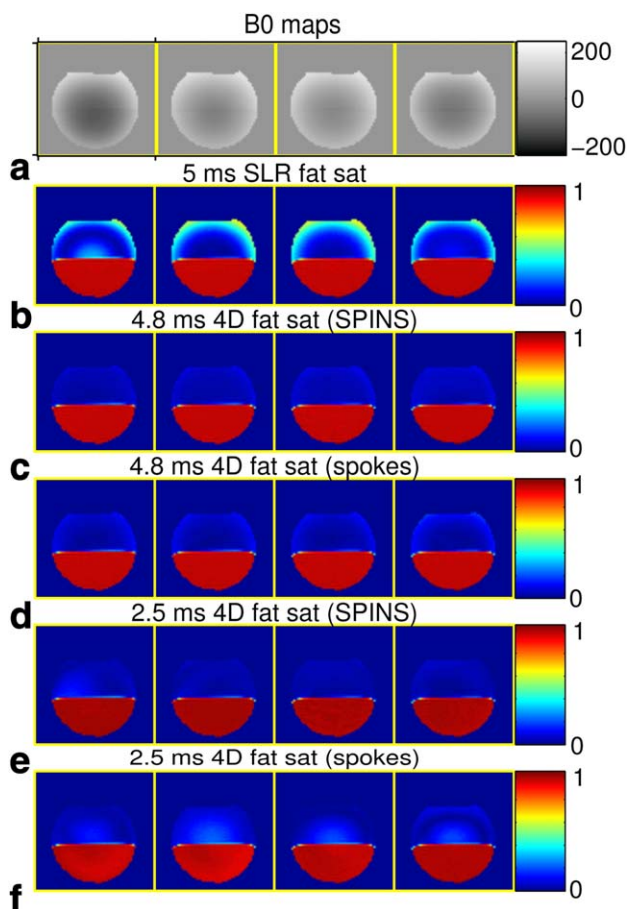 B0 maps
200
0
−200
a
5 ms SLR fat sat
1
0
b
4.8 ms 4D fat sat (SPINS)
1
0
c
4.8 ms 4D fat sat (spokes)
1
0
d
2.5 ms 4D fat sat (SPINS)
1
0
e
2.5 ms 4D fat sat (spokes)
1
0
f